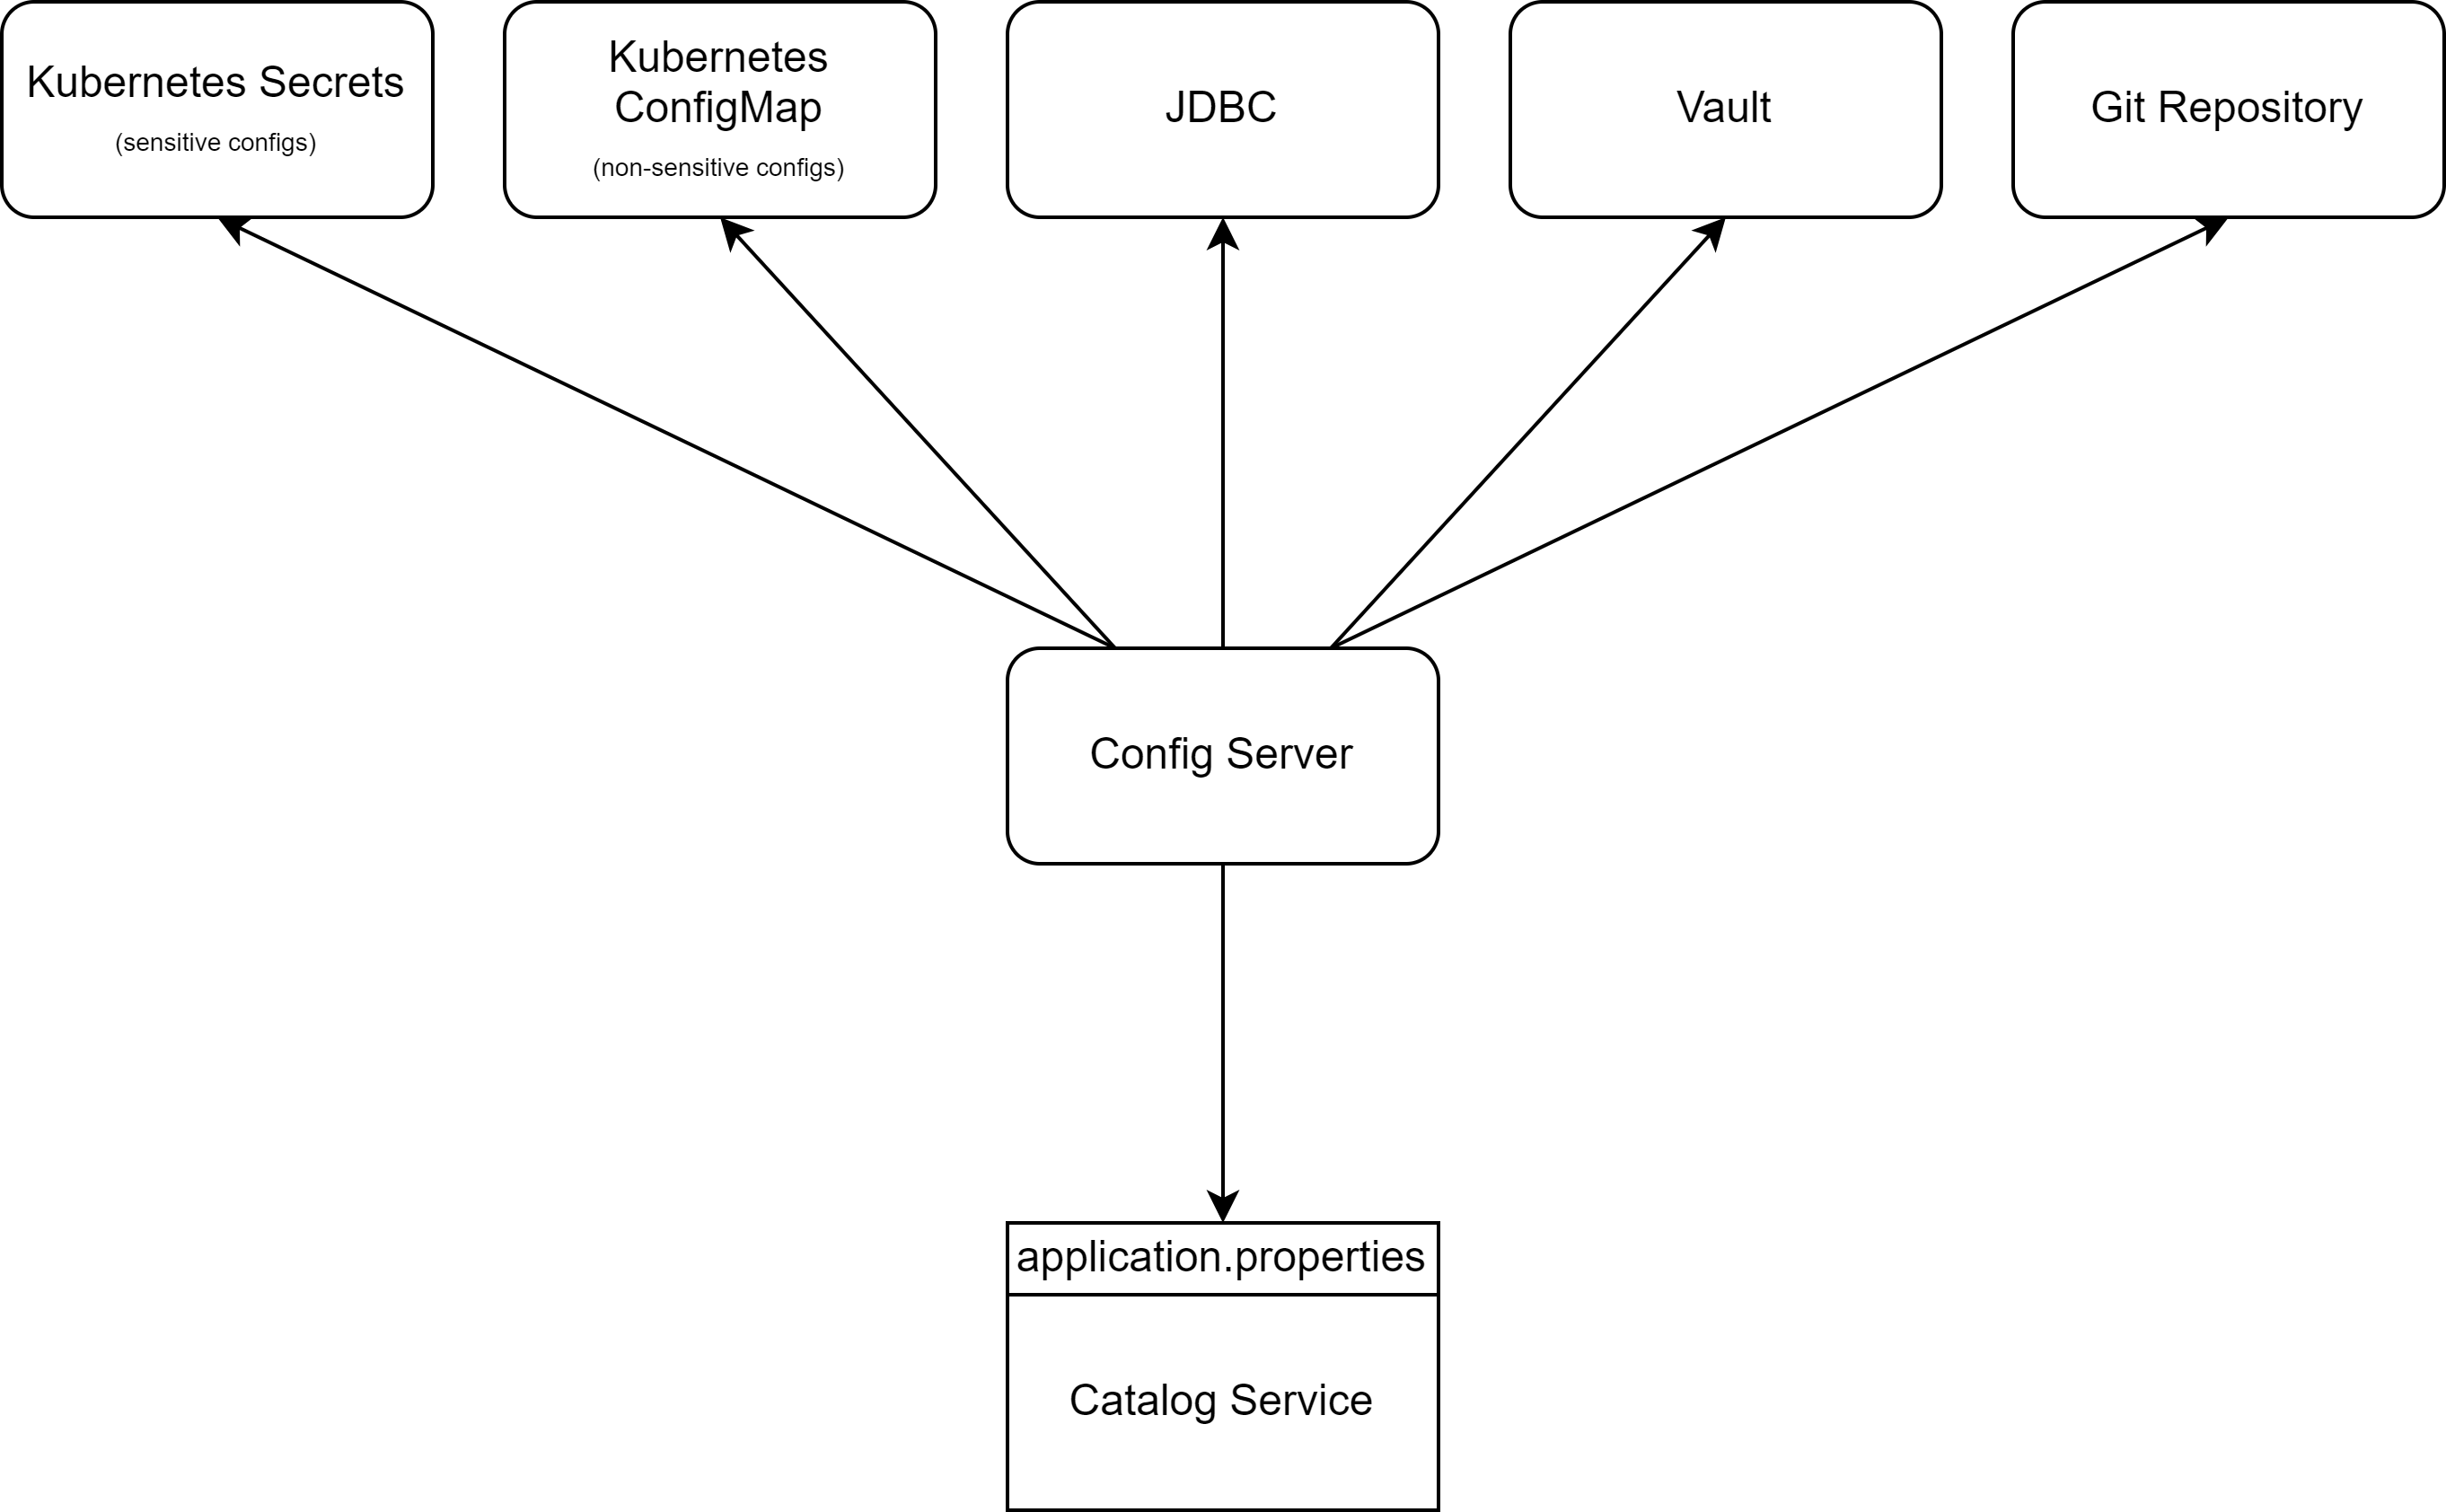 Kubernetes Secrets
(sensitive configs)
Kubernetes
ConfigMap
(non-sensitive configs)
JDBC
Vault
Git Repository
Config Server
application.properties
Catalog Service